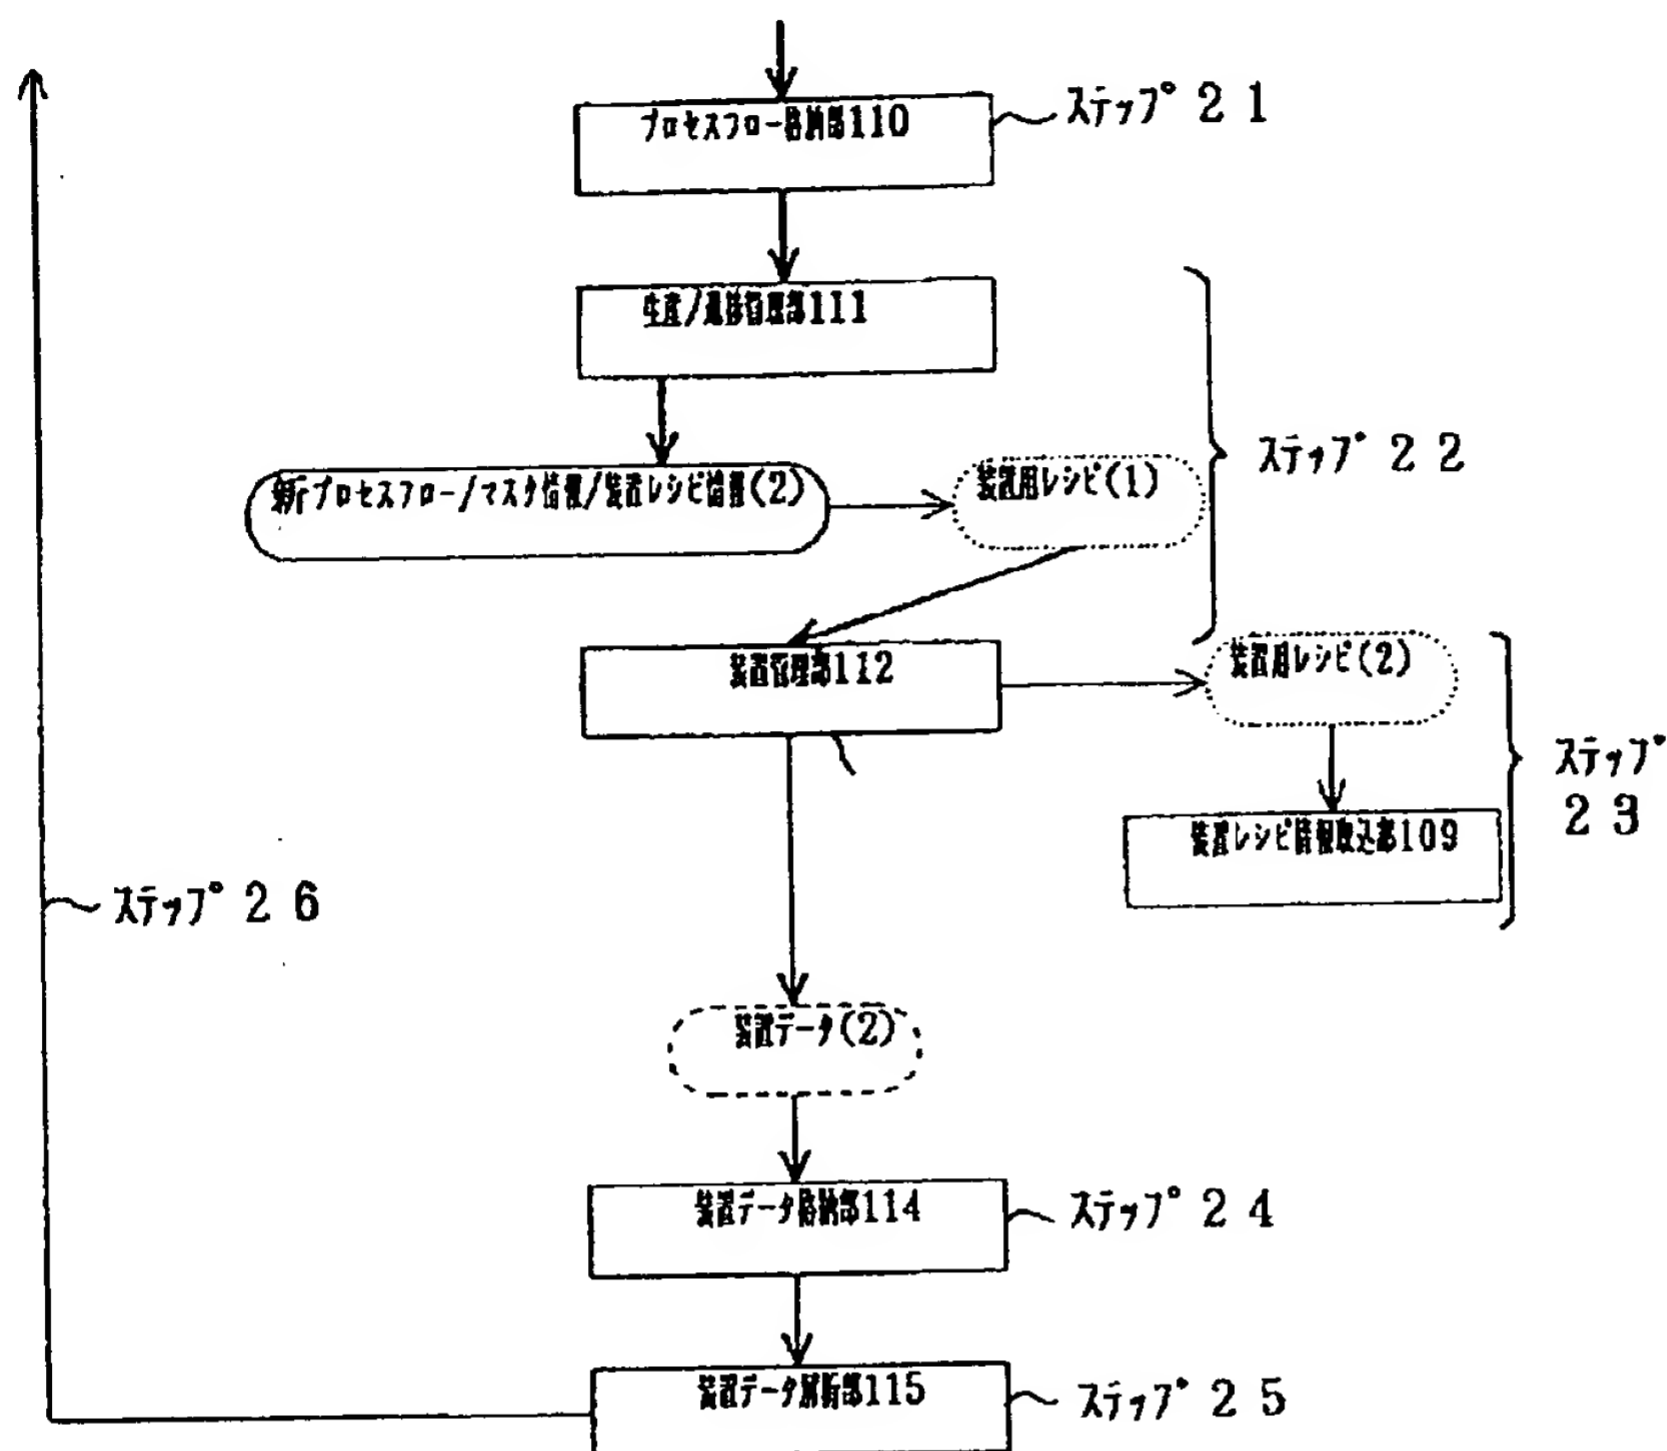 プロセスフロー格納部110
ステップ21
生産/進捗管理部111
ステップ22
新プロセスフロー/マスタ情報/装置レシピ情報(2)
装置用レシピ(1)
装置管理部112
装置用レシピ(2)
ステップ
23
装置レシピ情報取込部109
ステップ26
装置データ(2)
装置データ格納部114
ステップ24
装置データ解析部115
ステップ25